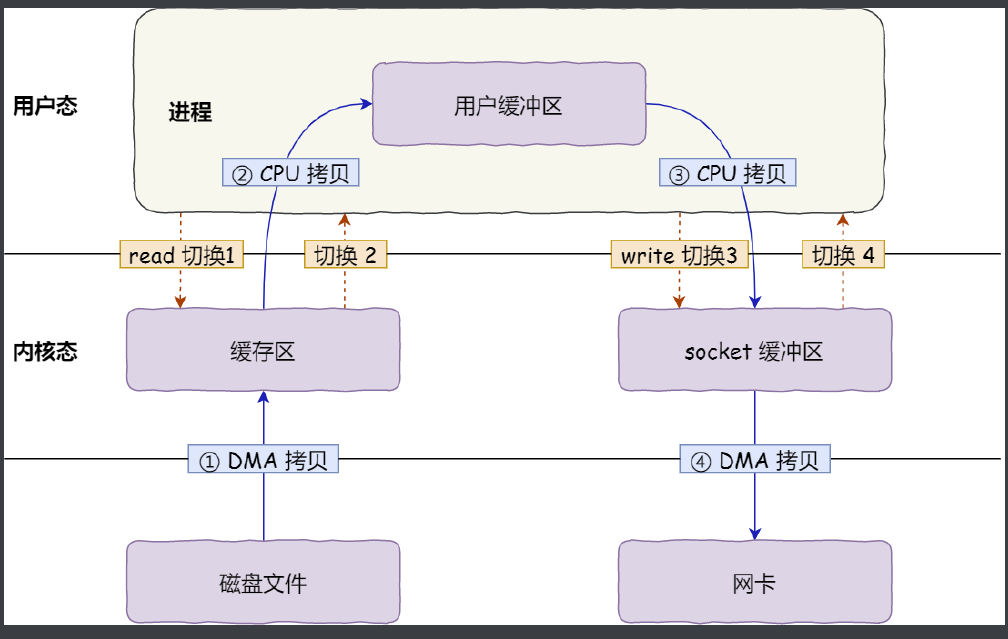 用户态
进程
用户缓冲区
② CPU 拷贝
③ CPU 拷贝
read 切换1
切换 2
write 切换3
切换 4
内核态
缓存区
socket 缓冲区
① DMA 拷贝
④ DMA 拷贝
磁盘文件
网卡